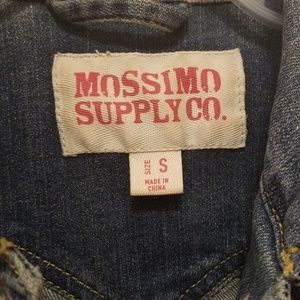 MOSSIMO
SUPPLY CO.
SIZE S
MADE IN
CHINA